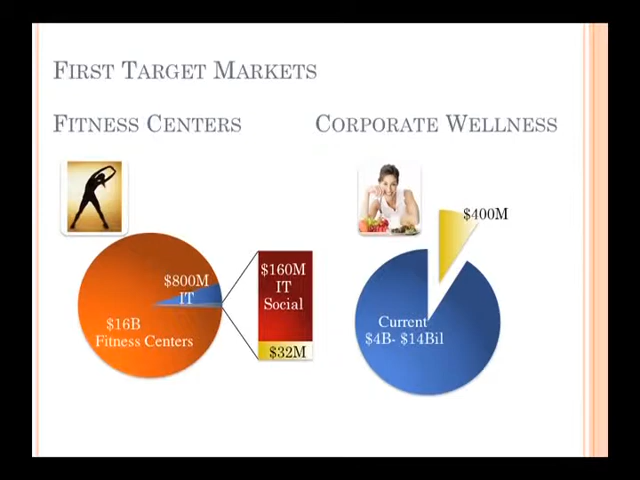 FIRST TARGET MARKETS
FITNESS CENTERS
CORPORATE WELLNESS
$800M
IT
$16B
Fitness Centers
$160M
IT
Social
$32M
$400M
Current
$4B- $14Bil